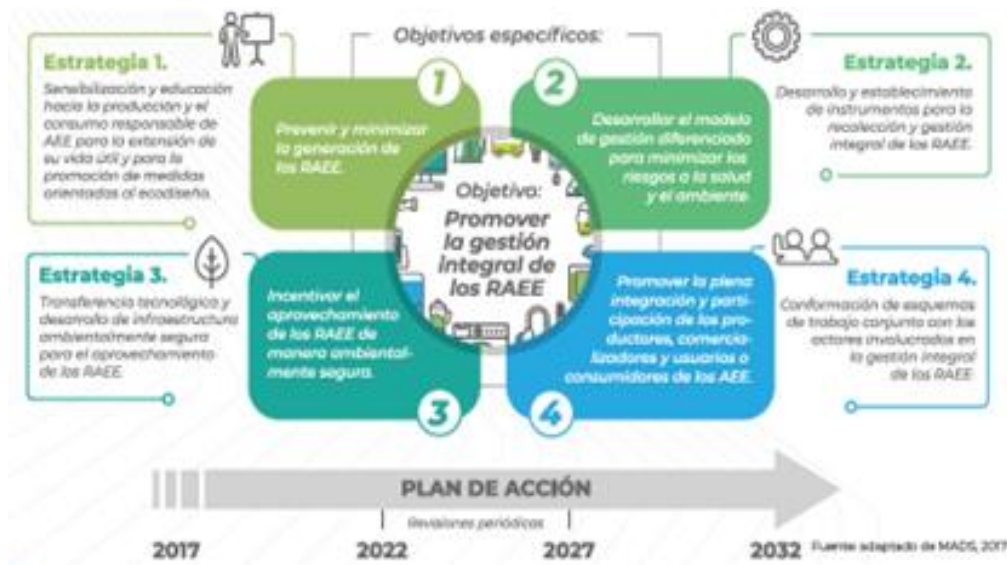 Objetivos específicos:
Estrategia 1.
Sensibilización y educación
hacia la producción y el
consumo responsable de
AEE para la extensión de
su vida útil y para la
promoción de medidas
orientadas al ecodiseño.
1
Prevenir y minimizar
la generación de
los RAEE.
2
Desarrollar el modelo
de gestión diferenciado
para minimizar los
riesgos a la salud
y el ambiente.
Estrategia 2.
Desarrollo y establecimiento
de instrumentos para la
recolección y gestión
integral de los RAEE.
Objetivo:
Promover
la gestión
integral de
los RAEE
Estrategia 3.
Transferencia tecnológica y
desarrollo de infraestructura
ambientalmente segura
para el aprovechamiento
de los RAEE.
Incentivar el
aprovechamiento
de los RAEE de
manera ambiental-
mente segura.
3
Promover la plena
integración y parti-
cipación de los pro-
ductores, comercia-
lizadores y usuarios o
consumidores de los AEE.
4
Estrategia 4.
Conformación de esquemas
de trabajo conjunto con los
actores involucrados en
la gestión integral
de los RAEE
PLAN DE ACCIÓN
Revisiones periódicas
2017 2022 2027 2032
Fuente adaptado de MADS, 2017